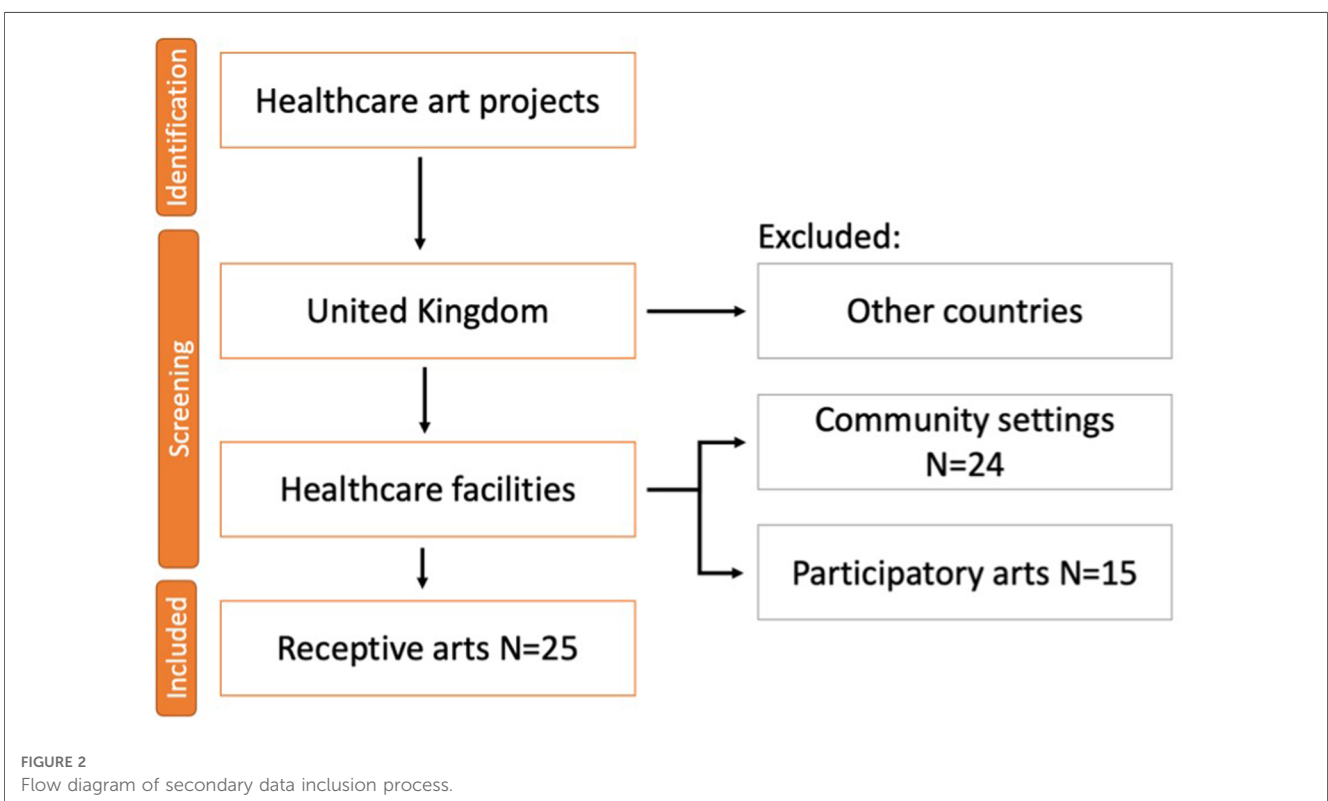 Identification
Healthcare art projects
Screening
United Kingdom
Excluded:
Other countries
Healthcare facilities
Community settings
N=24
Participatory arts N=15
Included
Receptive arts N=25
FIGURE 2
Flow diagram of secondary data inclusion process.